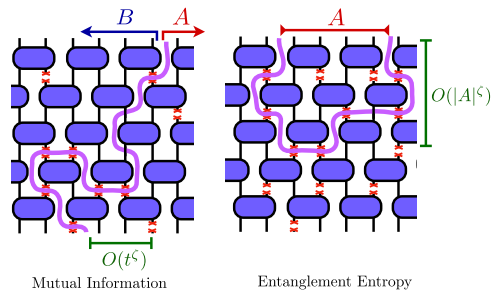 B A
A
O(|A|^ζ)
O(t^ζ)
Mutual Information
Entanglement Entropy